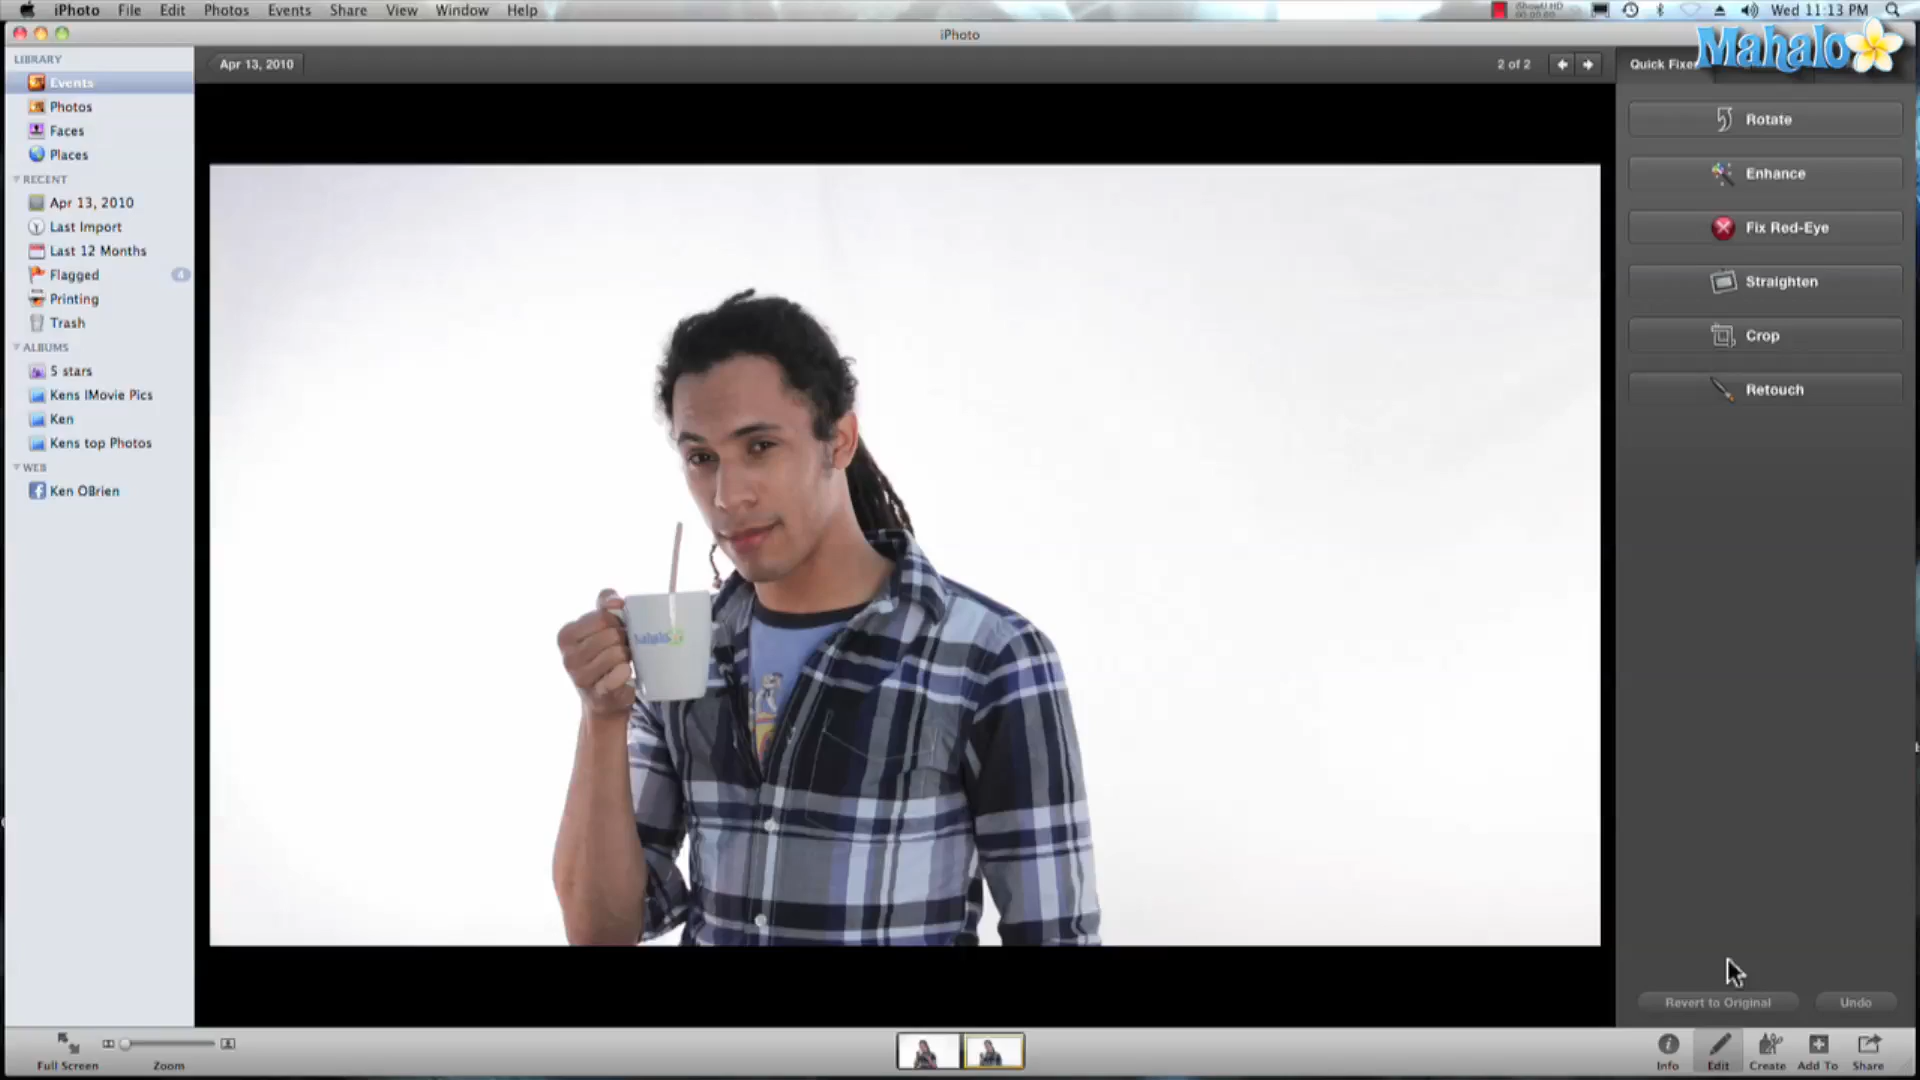 iPhoto File Edit Photos Events Share View Window Help
Wed 11:13 PM
iPhoto
Mahalo
LIBRARY
Events
Photos
Faces
Places
RECENT
Apr 13, 2010
Last Import
Last 12 Months
Flagged 4
Printing
Trash
ALBUMS
5 stars
Kens IMovie Pics
Ken
Kens top Photos
WEB
Ken OBrien
Apr 13, 2010
2 of 2
Mahalo
Quick Fixes
Rotate
Enhance
Fix Red-Eye
Straighten
Crop
Retouch
Revert to Original Undo
Full Screen Zoom
Info Edit Create Add To Share